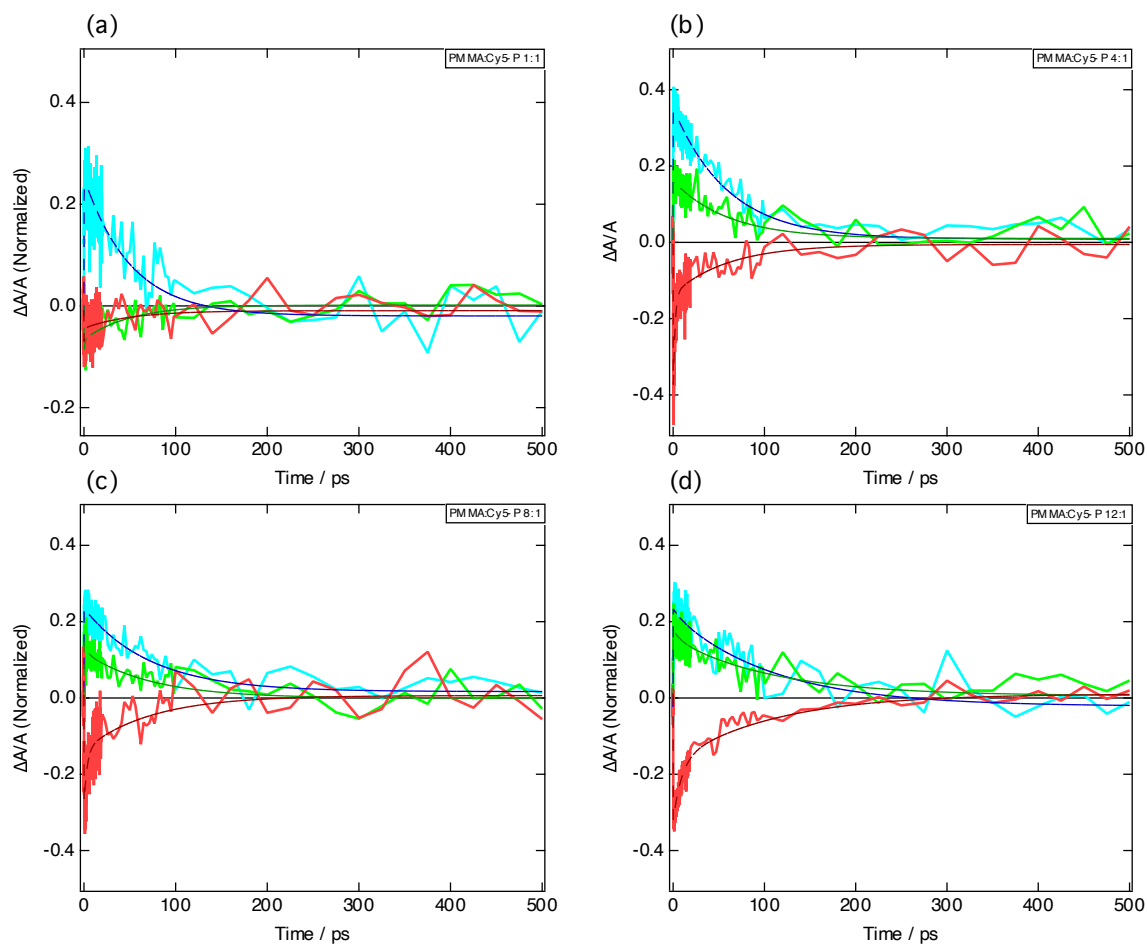 (a)
PMMA:Cy5-P 1:1
ΔA/A (Normalized)
0.4
0.2
0.0
-0.2
0 100 200 300 400 500
Time / ps
(b)
PMMA:Cy5-P 4:1
ΔA/A
0.4
0.2
0.0
-0.2
-0.4
0 100 200 300 400 500
Time / ps
(c)
PMMA:Cy5-P 8:1
ΔA/A (Normalized)
0.4
0.2
0.0
-0.2
-0.4
0 100 200 300 400 500
Time / ps
(d)
PMMA:Cy5-P 12:1
ΔA/A (Normalized)
0.4
0.2
0.0
-0.2
-0.4
0 100 200 300 400 500
Time / ps